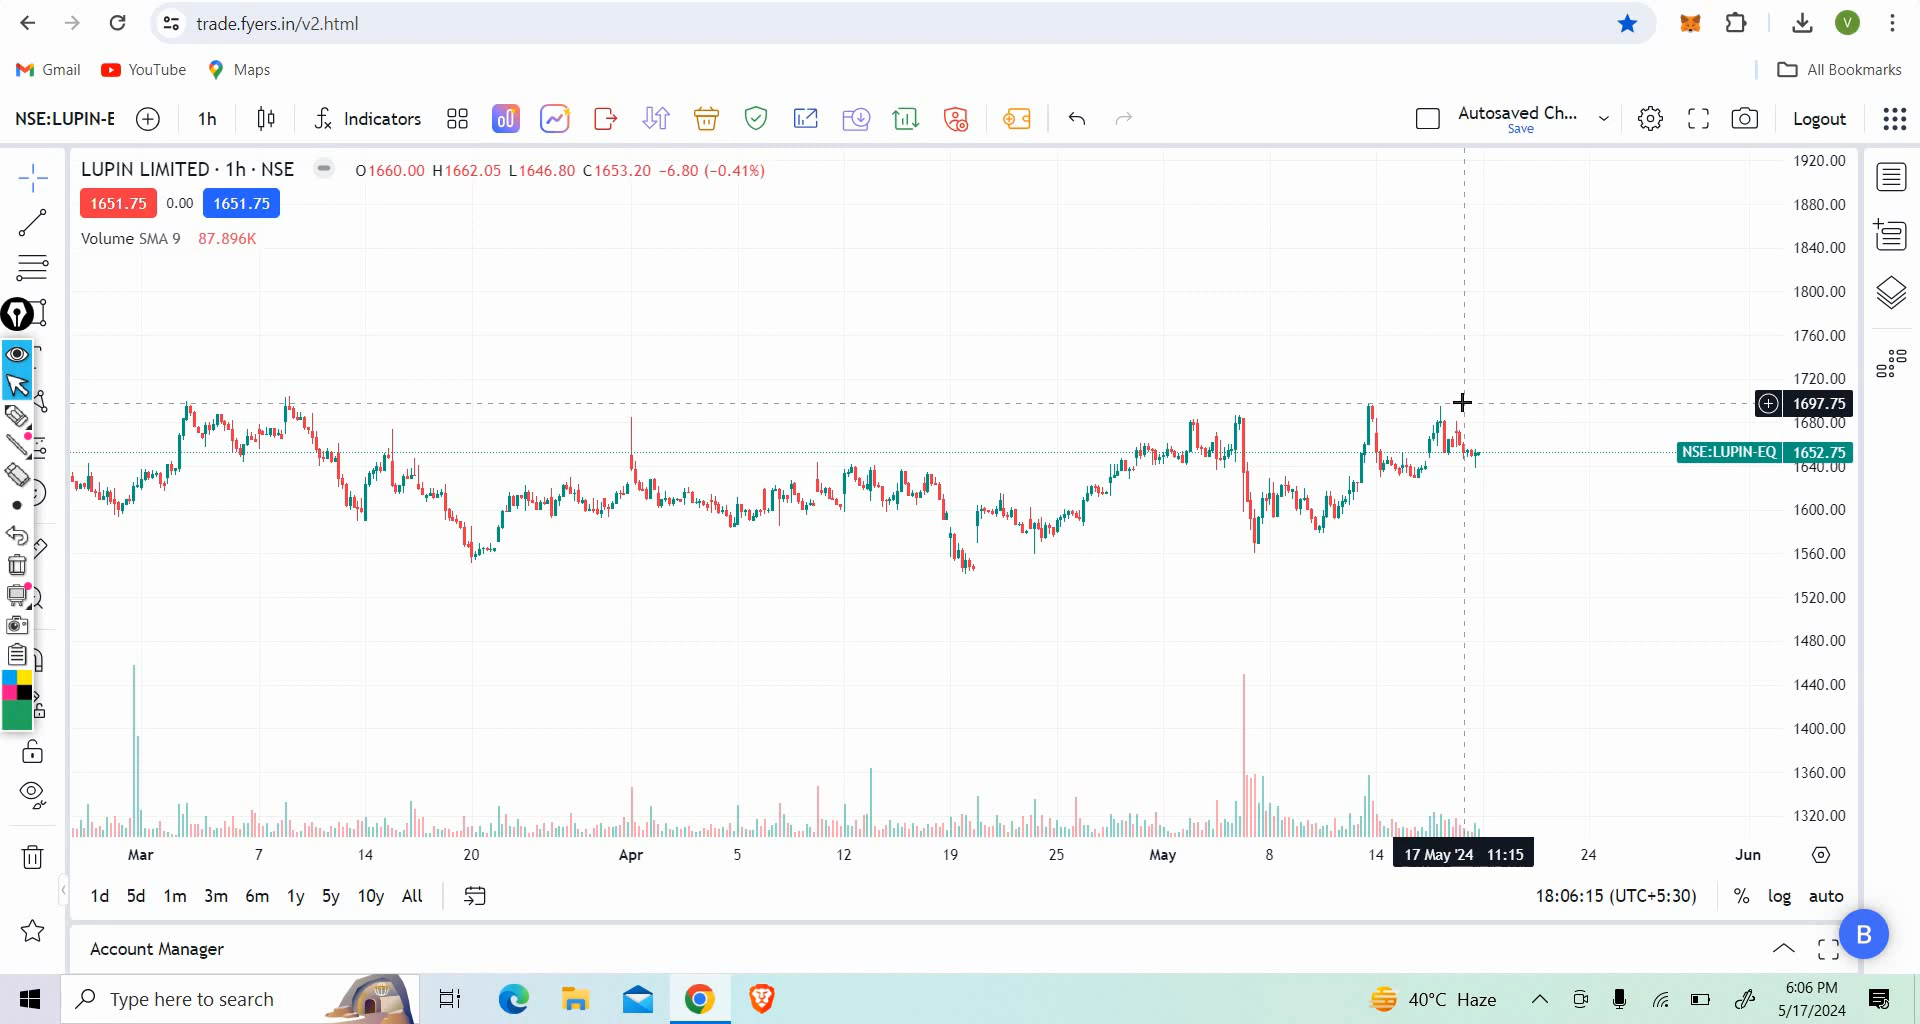 trade.fyers.in/v2.html
V
Gmail
YouTube
Maps
All Bookmarks
NSE:LUPIN-E
1h
Indicators
Autosaved Ch...
Save
Logout
LUPIN LIMITED · 1h · NSE
O1660.00 H1662.05 L1646.80 C1653.20 −6.80 (−0.41%)
1651.75 0.00 1651.75
Volume SMA 9 87.896K
1920.00
1880.00
1840.00
1800.00
1760.00
1720.00
1697.75
1680.00
NSE:LUPIN-EQ 1652.75
1640.00
1600.00
1560.00
1520.00
1480.00
1440.00
1400.00
1360.00
1320.00
Mar 7 14 20 Apr 5 12 19 25 May 8 14 17 May '24 11:15 24 Jun
1d 5d 1m 3m 6m 1y 5y 10y All
18:06:15 (UTC+5:30) % log auto
Account Manager
B
Type here to search
40°C Haze
6:06 PM
5/17/2024